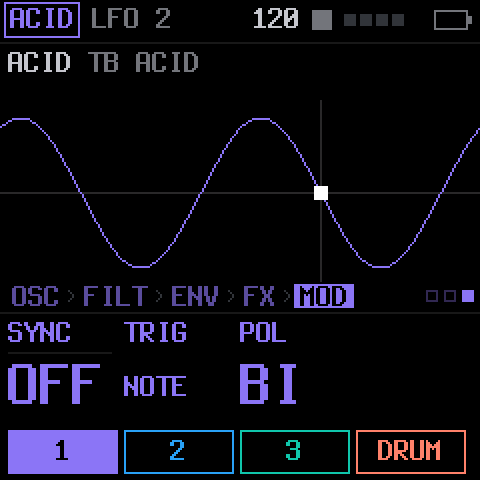 ACID LFO 2 120
ACID TB ACID
OSC > FILT > ENV > FX > MOD
SYNC TRIG POL
OFF NOTE BI
1 2 3 DRUM